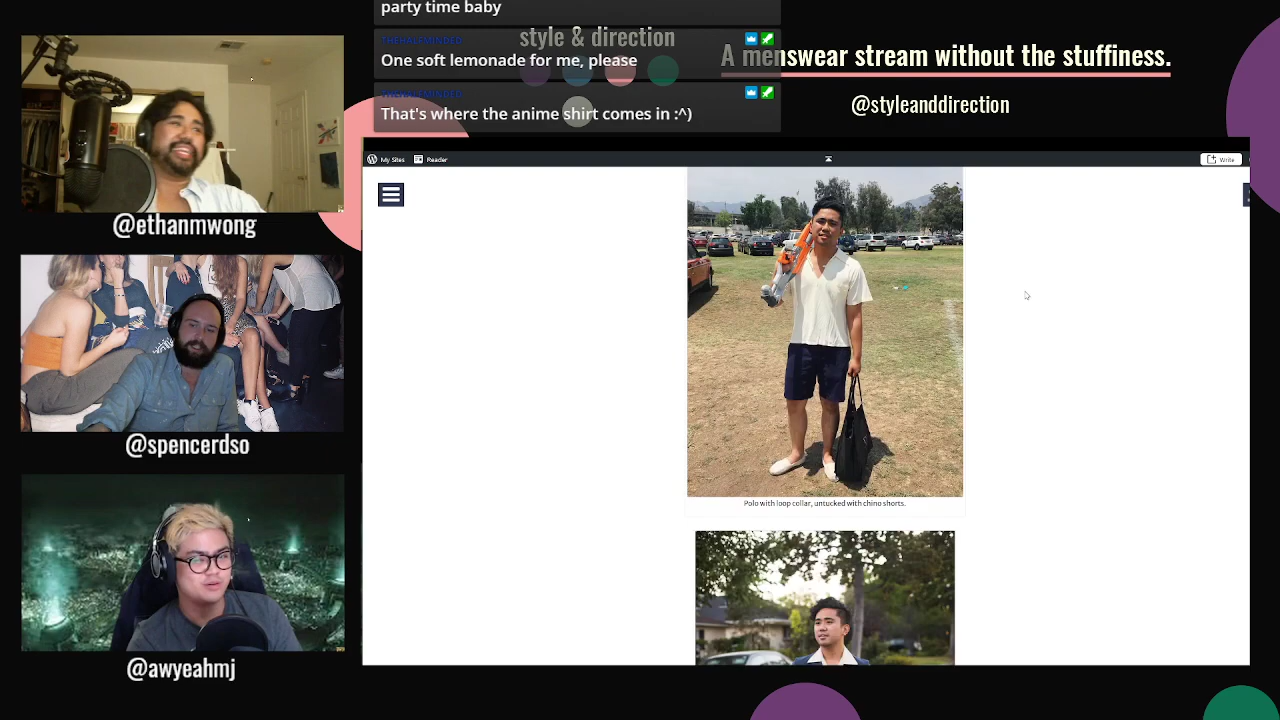 party time baby
THEHALFMINDED
One soft lemonade for me, please
THEHALFMINDED
That's where the anime shirt comes in :^)
style & direction
A menswear stream without the stuffiness.
@styleanddirection
My Sites
Reader
Write
@ethanmwong
@spencerdso
@awyeahmj
Polo with loop collar, untucked with chino shorts.